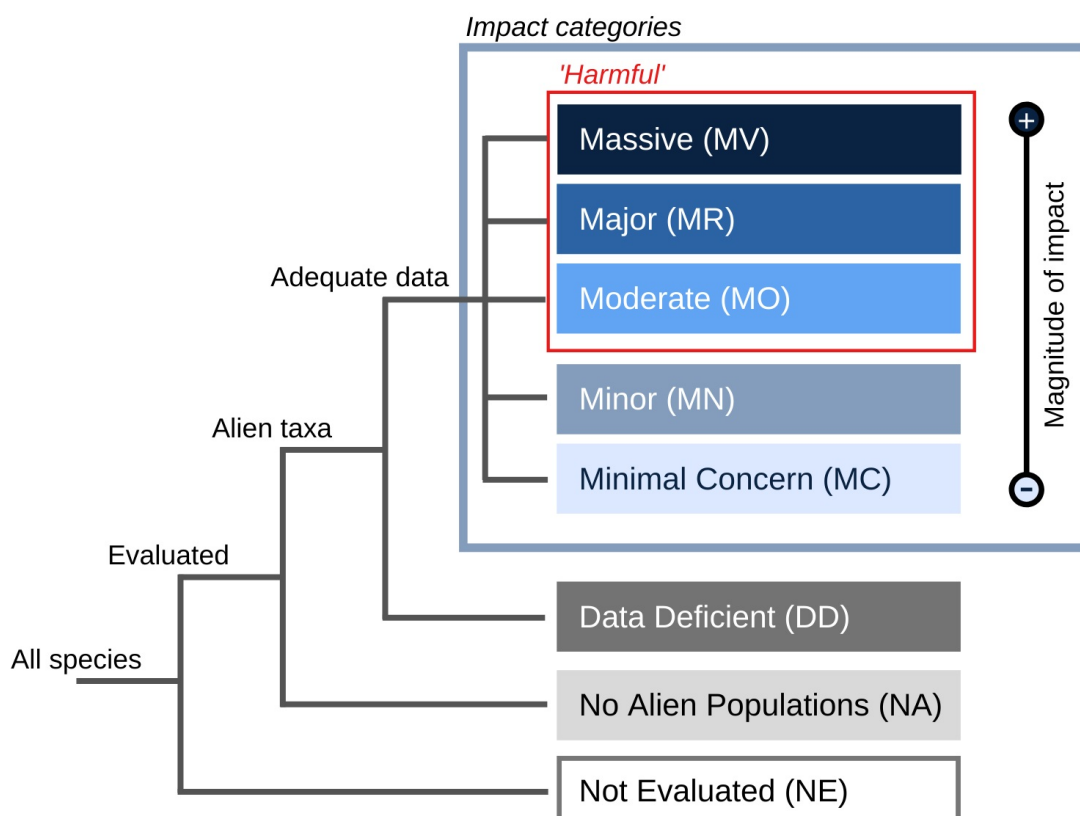 Impact categories
'Harmful'
Massive (MV)
+
Major (MR)
Adequate data
Moderate (MO)
Magnitude of impact
Minor (MN)
Alien taxa
Minimal Concern (MC)
-
Evaluated
Data Deficient (DD)
All species
No Alien Populations (NA)
Not Evaluated (NE)